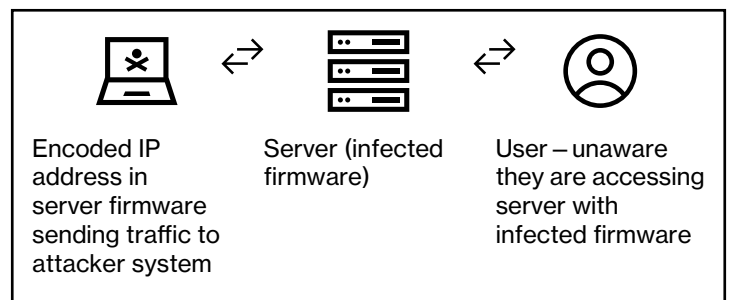 Encoded IP
address in
server firmware
sending traffic to
attacker system
Server (infected
firmware)
User – unaware
they are accessing
server with
infected firmware